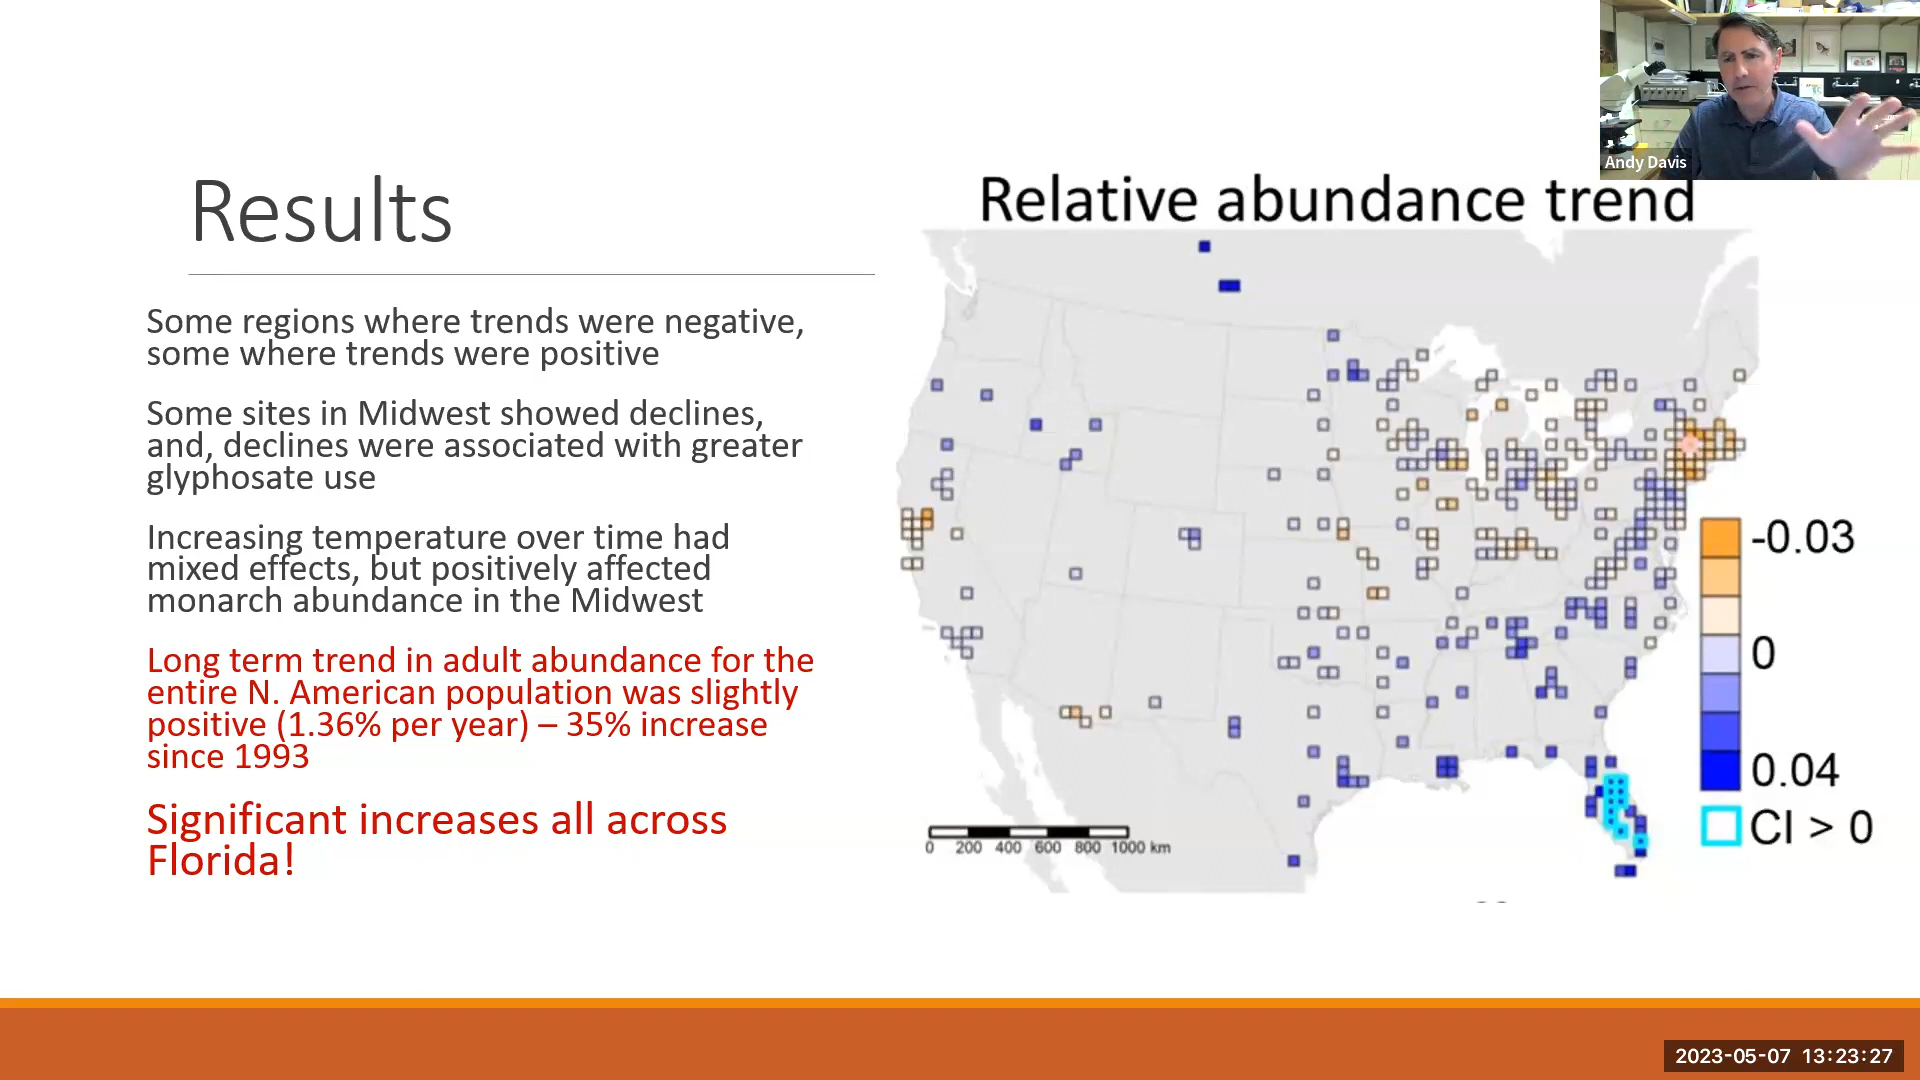 Andy Davis
Results
Some regions where trends were negative,
some where trends were positive
Some sites in Midwest showed declines,
and, declines were associated with greater
glyphosate use
Increasing temperature over time had
mixed effects, but positively affected
monarch abundance in the Midwest
Long term trend in adult abundance for the
entire N. American population was slightly
positive (1.36% per year) – 35% increase
since 1993
Significant increases all across
Florida!
Relative abundance trend
-0.03
0
0.04
CI > 0
0 200 400 600 800 1000 km
2023-05-07 13:23:27